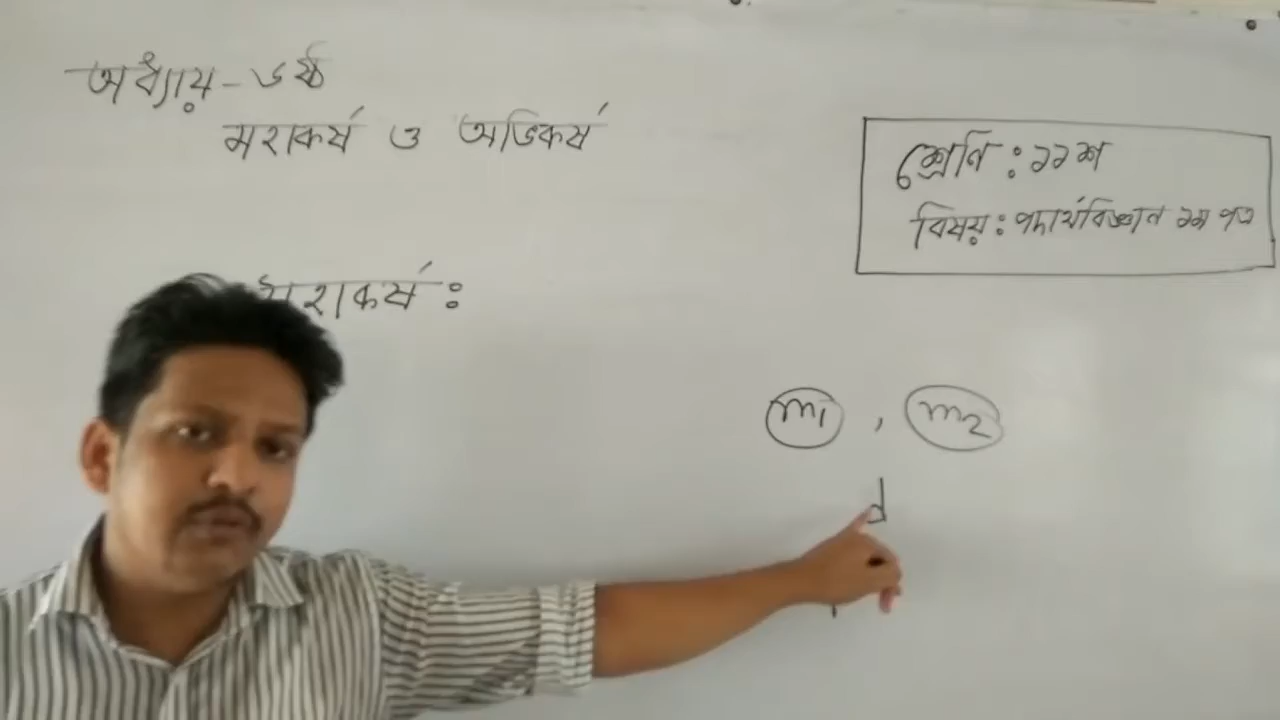 অধ্যায় - ৬ষ্ঠ
মহাকর্ষ ও অভিকর্ষ
শ্রেণি : ১১শ
বিষয় : পদার্থবিজ্ঞান ১ম পত্র
মহাকর্ষ :
m1 , m2
d